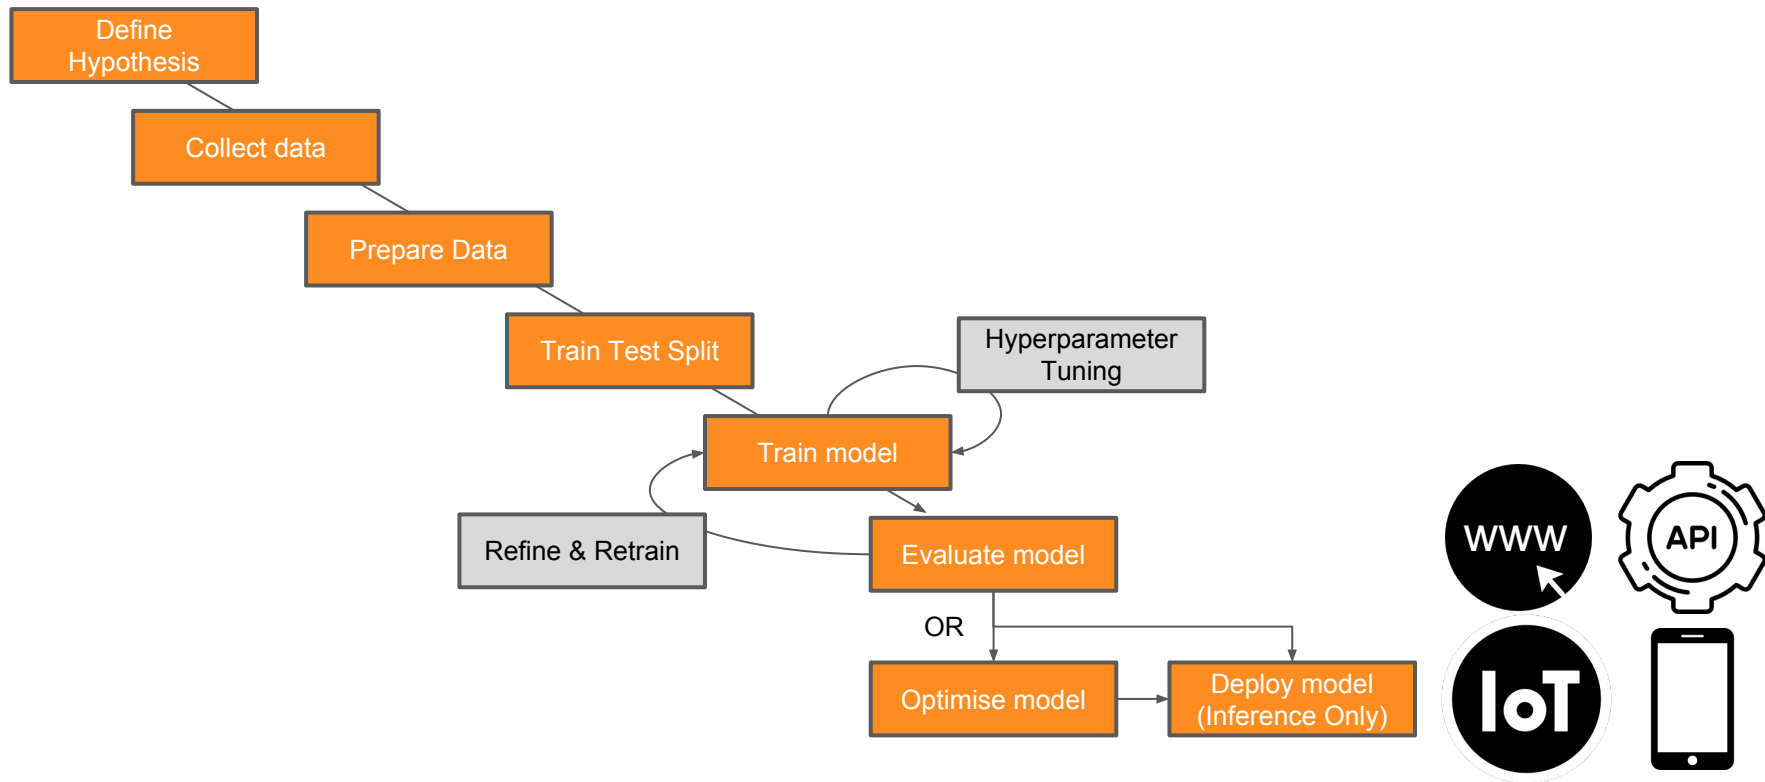 Define
Hypothesis
Collect data
Prepare Data
Train Test Split
Hyperparameter
Tuning
Train model
Refine & Retrain
Evaluate model
OR
Optimise model
Deploy model
(Inference Only)
www
API
IoT